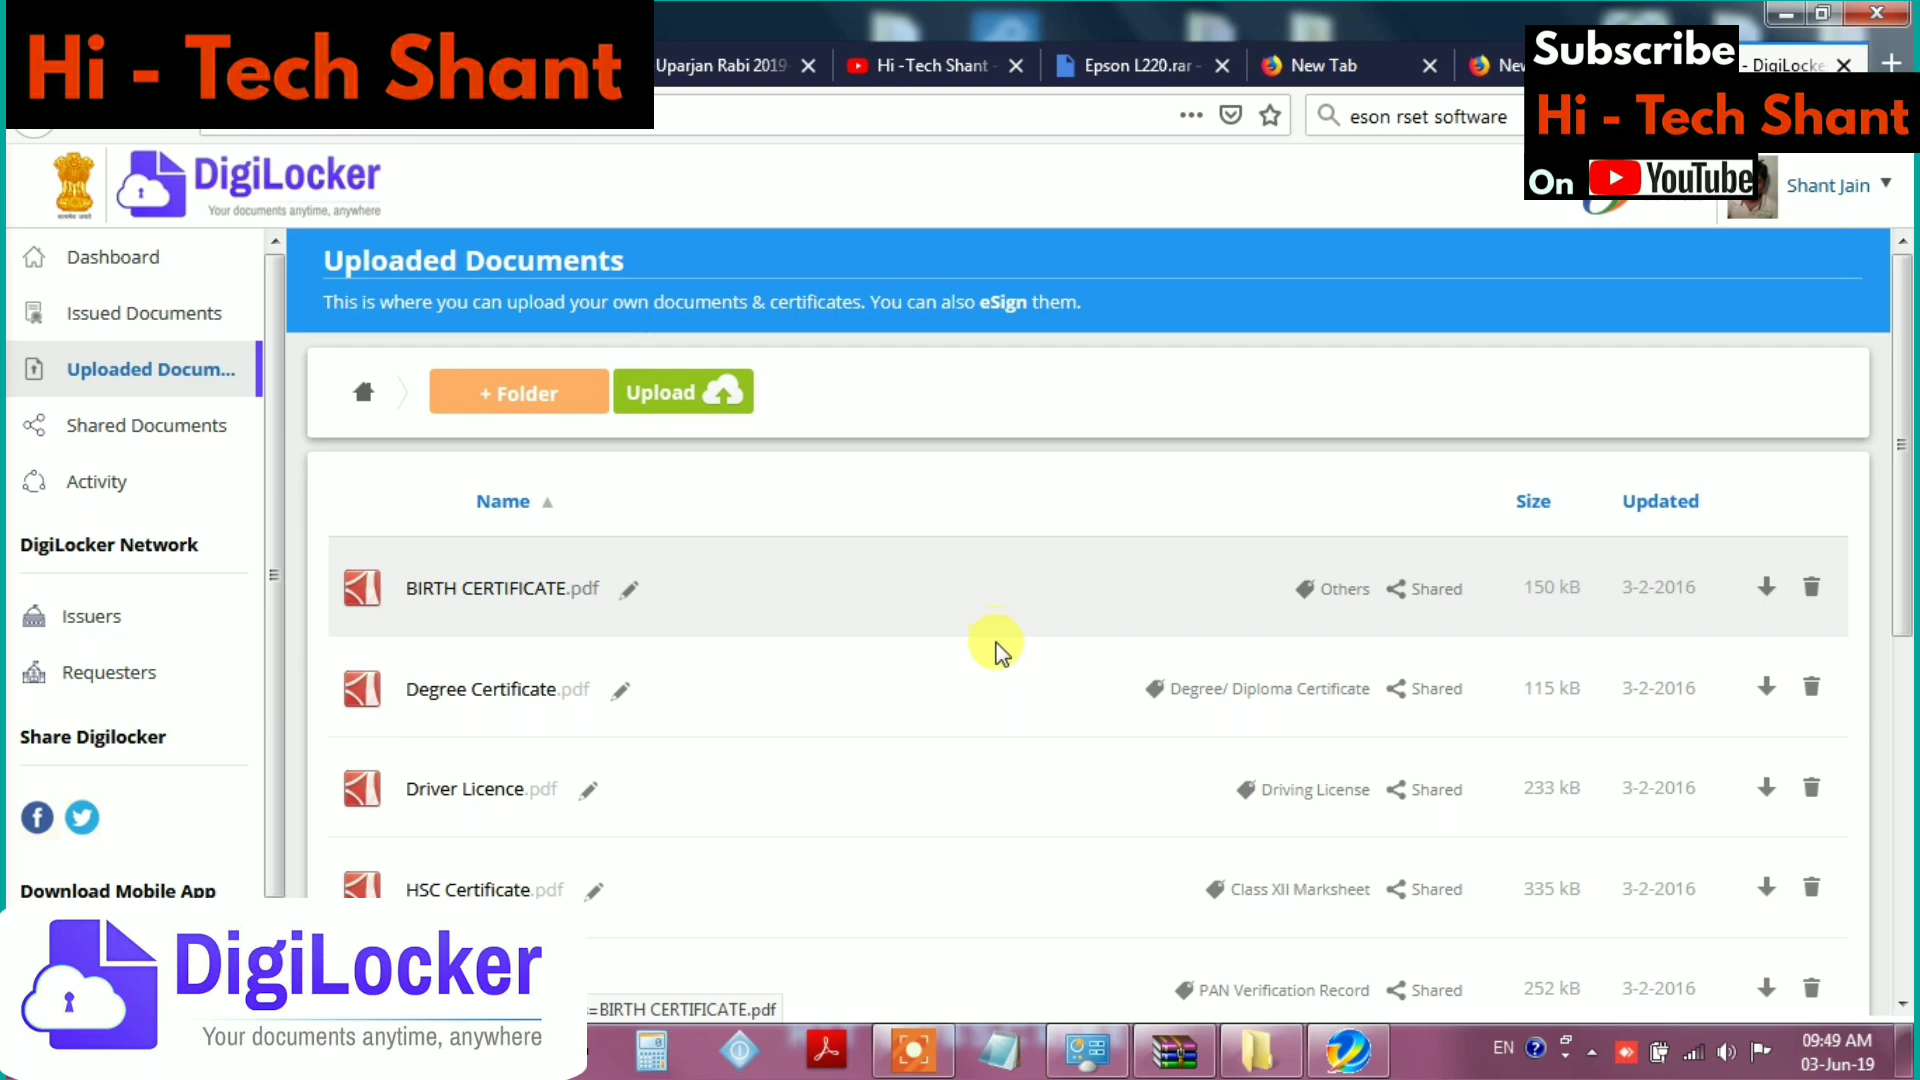 Hi - Tech Shant
Uparjan Rabi 2019-
Hi -Tech Shant -
Epson L220.rar -
New Tab
New
- DigiLocke
Subscribe
Hi - Tech Shant
On YouTube
eson rset software
DigiLocker
Your documents anytime, anywhere
Shant Jain
Dashboard
Issued Documents
Uploaded Docum...
Shared Documents
Activity
DigiLocker Network
Issuers
Requesters
Share Digilocker
Download Mobile App
Uploaded Documents
This is where you can upload your own documents & certificates. You can also eSign them.
+ Folder
Upload
Name Size Updated
BIRTH CERTIFICATE.pdf Others Shared 150 kB 3-2-2016
Degree Certificate.pdf Degree/ Diploma Certificate Shared 115 kB 3-2-2016
Driver Licence.pdf Driving License Shared 233 kB 3-2-2016
HSC Certificate.pdf Class XII Marksheet Shared 335 kB 3-2-2016
PAN Verification Record Shared 252 kB 3-2-2016
DigiLocker
Your documents anytime, anywhere
=BIRTH CERTIFICATE.pdf
EN
09:49 AM
03-Jun-19